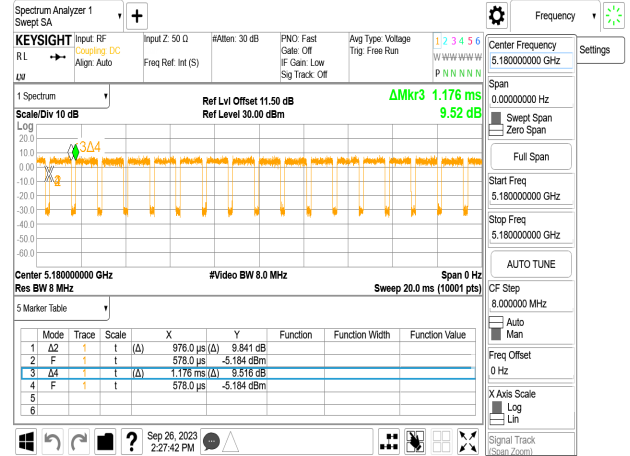 Spectrum Analyzer 1
Swept SA
Frequency
Settings
KEYSIGHT
RL
Input: RF
Coupling: DC
Align: Auto
Input Z: 50 Ω
Freq Ref: Int (S)
#Atten: 30 dB
PNO: Fast
Gate: Off
IF Gain: Low
Sig Track: Off
Avg Type: Voltage
Trig: Free Run
1 2 3 4 5 6
W W W W W W
P N N N N N
1 Spectrum
Scale/Div 10 dB
Ref Lvl Offset 11.50 dB
Ref Level 30.00 dBm
ΔMkr3 1.176 ms
9.52 dB
Log
20.0
10.0
0.00
-10.0
-20.0
-30.0
-40.0
-50.0
-60.0
3Δ4
Center 5.180000000 GHz
Res BW 8 MHz
#Video BW 8.0 MHz
Span 0 Hz
Sweep 20.0 ms (10001 pts)
5 Marker Table
Mode Trace Scale X Y Function Function Width Function Value
1 Δ2 1 t (Δ) 976.0 µs (Δ) 9.841 dB
2 F 1 t 578.0 µs -5.184 dBm
3 Δ4 1 t (Δ) 1.176 ms (Δ) 9.516 dB
4 F 1 t 578.0 µs -5.184 dBm
5
6
Sep 26, 2023
2:27:42 PM
Center Frequency
5.180000000 GHz
Span
0.00000000 Hz
Swept Span
Zero Span
Full Span
Start Freq
5.180000000 GHz
Stop Freq
5.180000000 GHz
AUTO TUNE
CF Step
8.000000 MHz
Auto
Man
Freq Offset
0 Hz
X Axis Scale
Log
Lin
Signal Track
(Span Zoom)